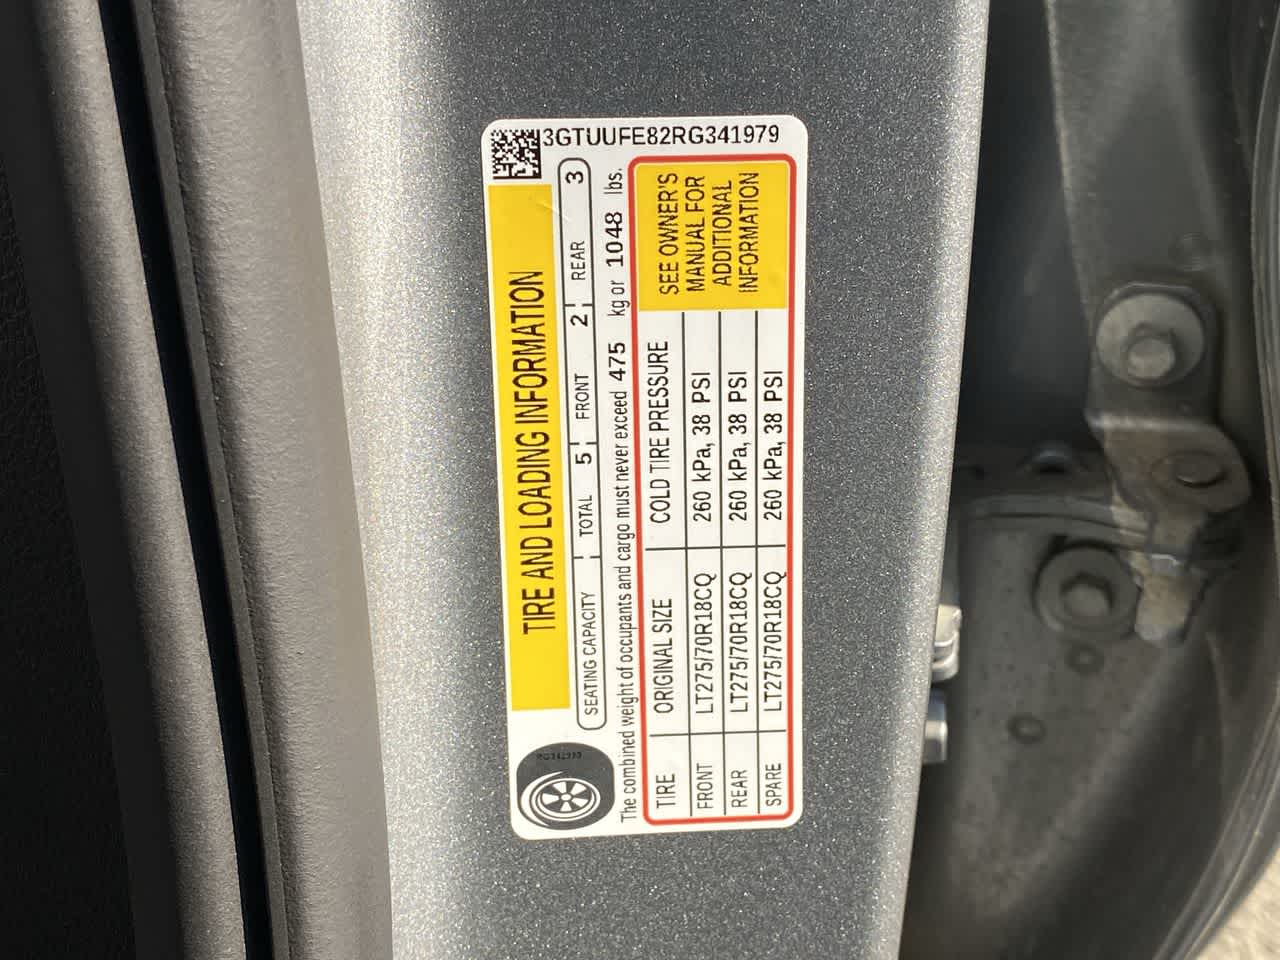 3GTUUFE82RG341979
TIRE AND LOADING INFORMATION
SEATING CAPACITY TOTAL 5 FRONT 2 REAR 3
The combined weight of occupants and cargo must never exceed 475 kg or 1048 lbs.
TIRE ORIGINAL SIZE COLD TIRE PRESSURE
FRONT LT275/70R18CQ 260 kPa, 38 PSI
REAR LT275/70R18CQ 260 kPa, 38 PSI
SPARE LT275/70R18CQ 260 kPa, 38 PSI
SEE OWNER'S
MANUAL FOR
ADDITIONAL
INFORMATION